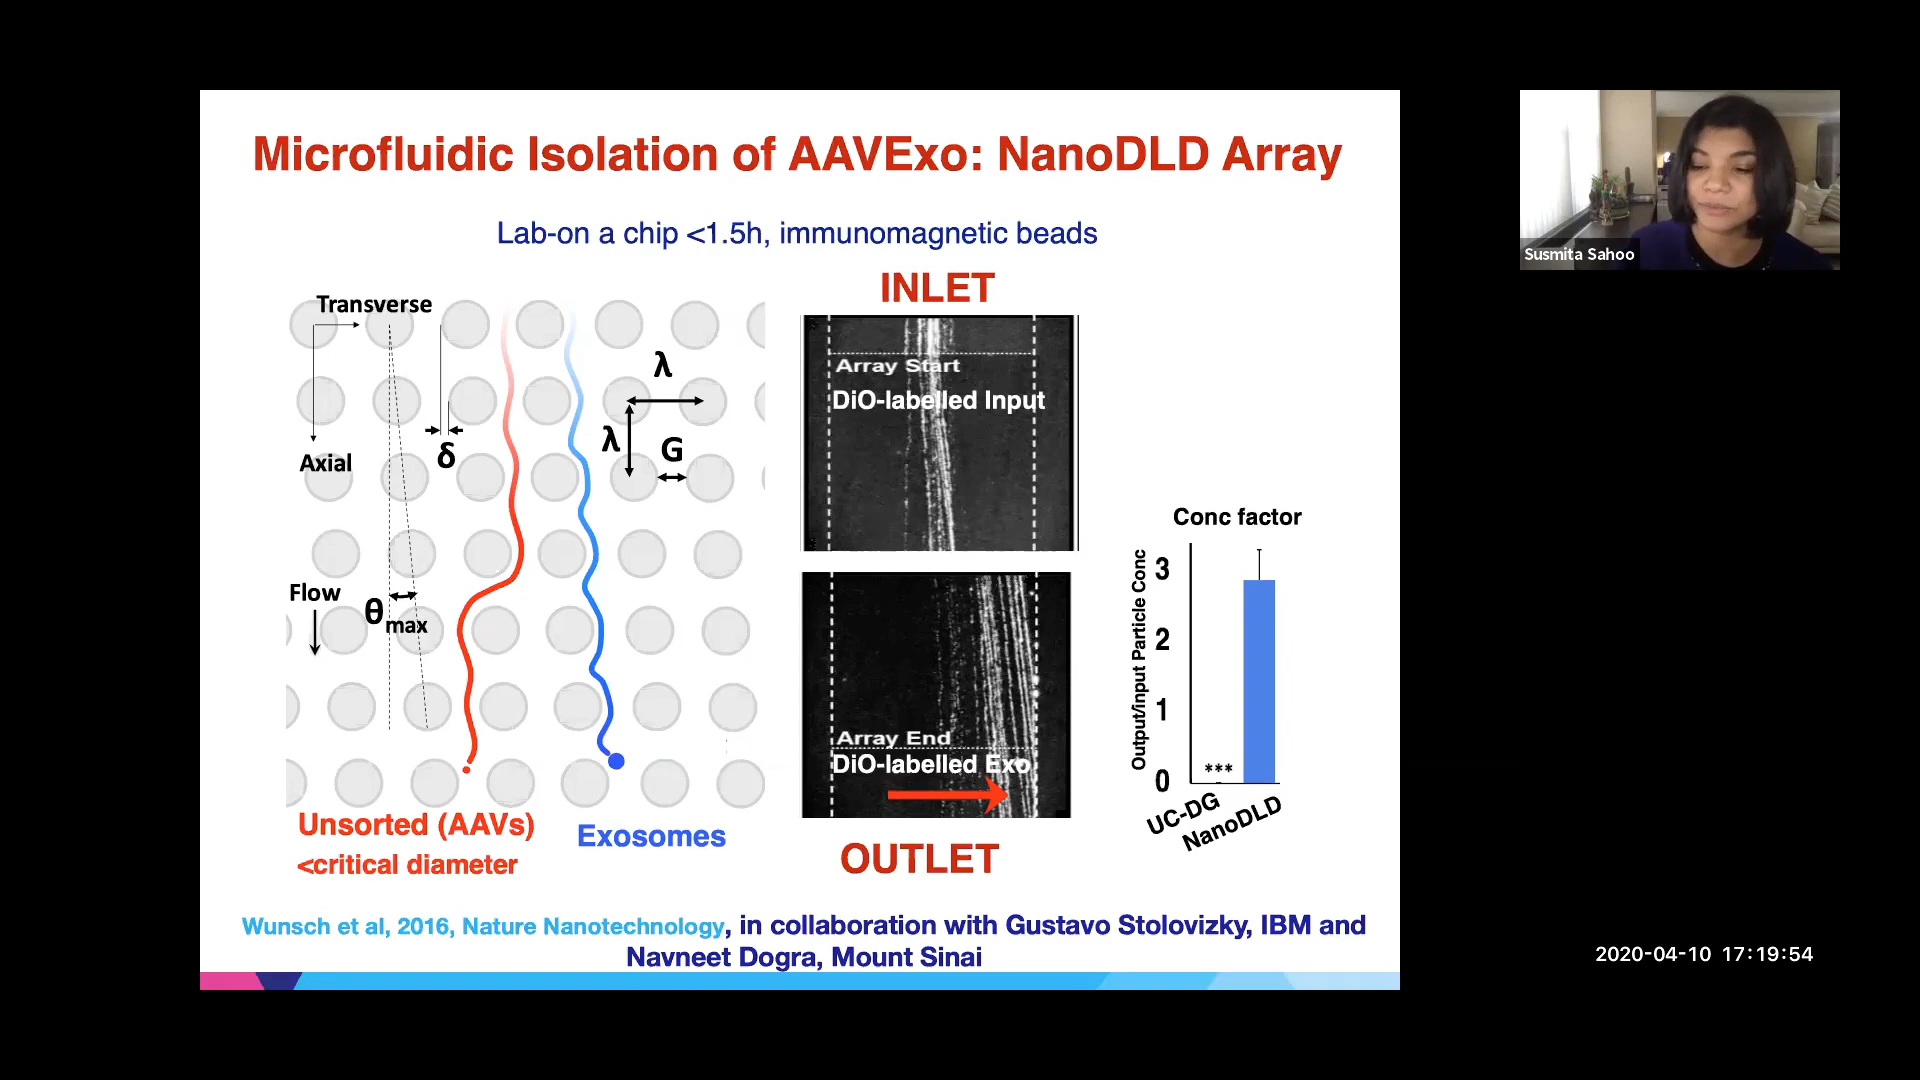 Microfluidic Isolation of AAVExo: NanoDLD Array
Lab-on a chip <1.5h, immunomagnetic beads
Transverse
Axial
δ
λ
λ
G
Flow
θmax
Unsorted (AAVs)
<critical diameter
Exosomes
INLET
Array Start
DiO-labelled Input
Array End
DiO-labelled Exo
OUTLET
Conc factor
Output/input Particle Conc
3
2
1
0
***
UC-DG
NanoDLD
Wunsch et al, 2016, Nature Nanotechnology, in collaboration with Gustavo Stolovizky, IBM and
Navneet Dogra, Mount Sinai
Susmita Sahoo
2020-04-10 17:19:54